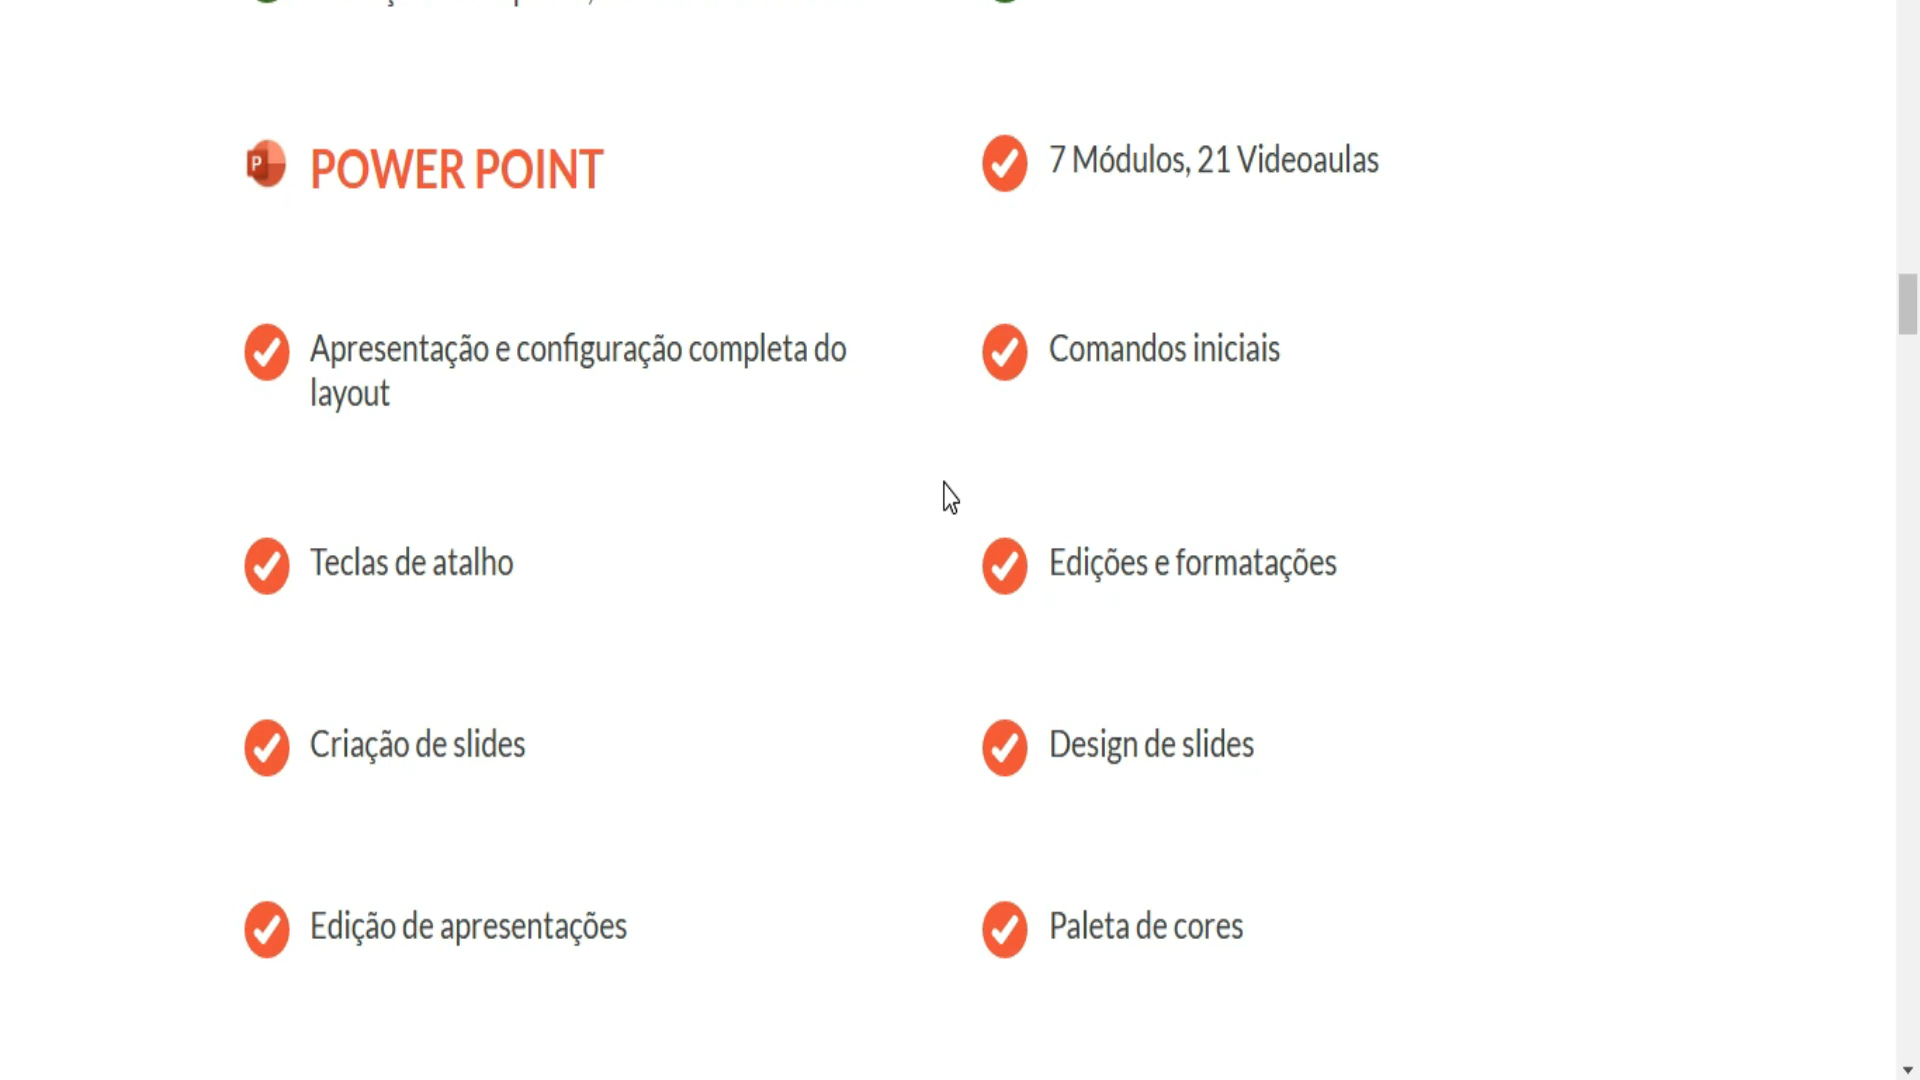 POWER POINT
7 Módulos, 21 Videoaulas
Apresentação e configuração completa do
layout
Comandos iniciais
Teclas de atalho
Edições e formatações
Criação de slides
Design de slides
Edição de apresentações
Paleta de cores